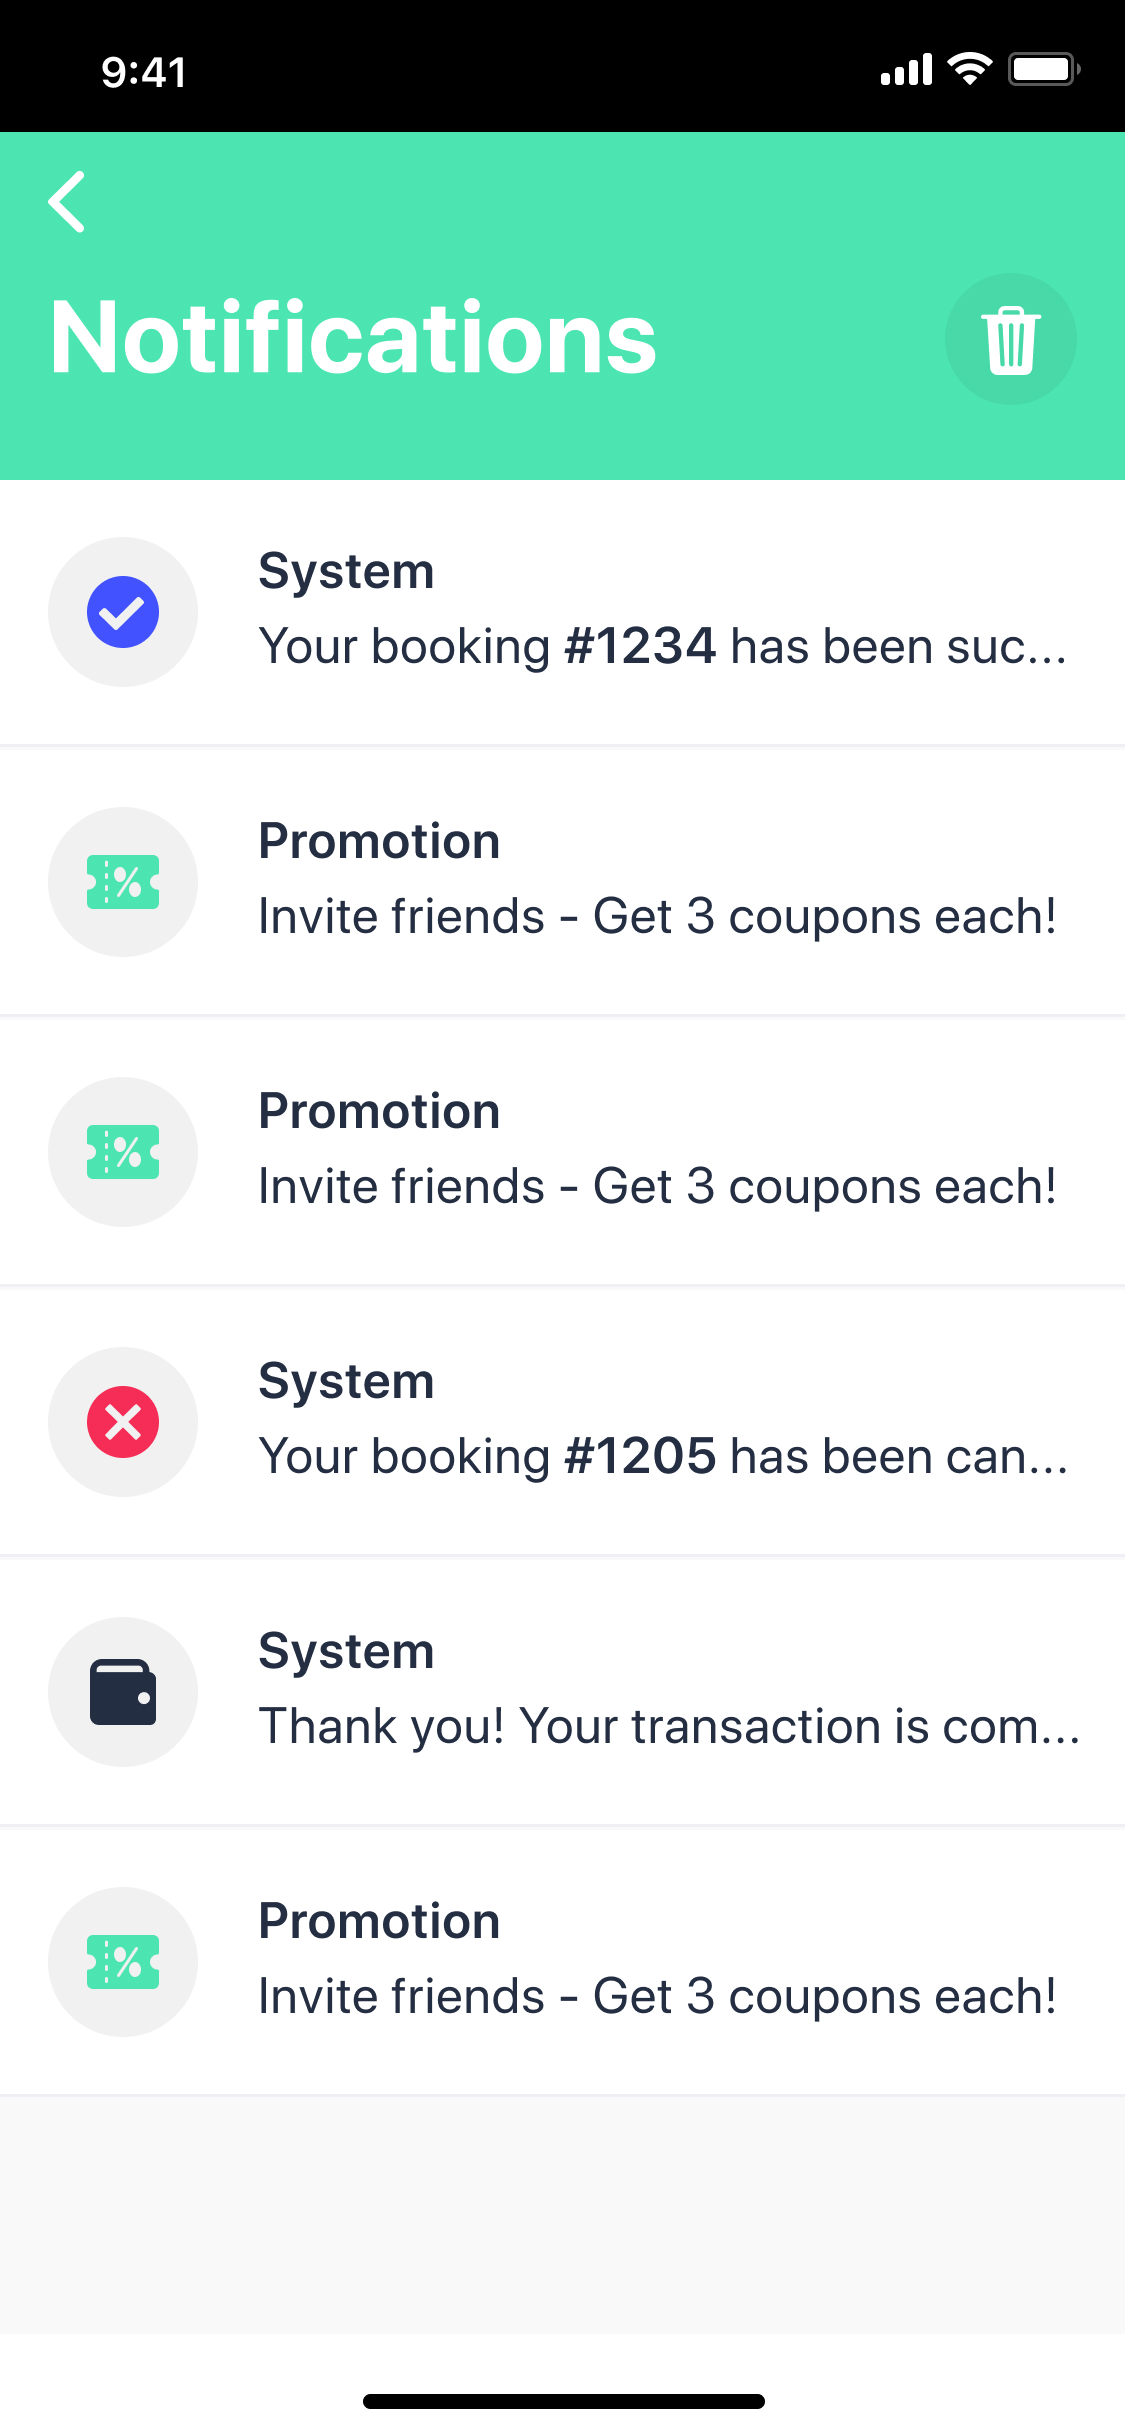 9:41
Notifications
System
Your booking #1234 has been suc...
Promotion
Invite friends - Get 3 coupons each!
Promotion
Invite friends - Get 3 coupons each!
System
Your booking #1205 has been can...
System
Thank you! Your transaction is com...
Promotion
Invite friends - Get 3 coupons each!